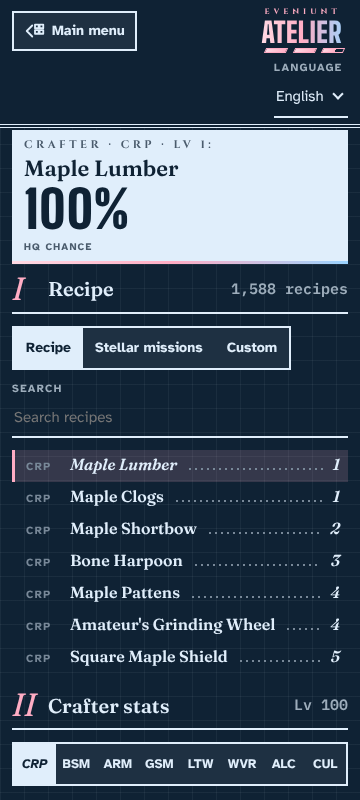 Main menu
EVENIUNT
ATELIER
LANGUAGE
English
CRAFTER · CRP · LV 1:
Maple Lumber
100%
HQ CHANCE
I Recipe 1,588 recipes
Recipe Stellar missions Custom
SEARCH
Search recipes
CRP Maple Lumber 1
CRP Maple Clogs 1
CRP Maple Shortbow 2
CRP Bone Harpoon 3
CRP Maple Pattens 4
CRP Amateur's Grinding Wheel 4
CRP Square Maple Shield 5
II Crafter stats Lv 100
CRP BSM ARM GSM LTW WVR ALC CUL